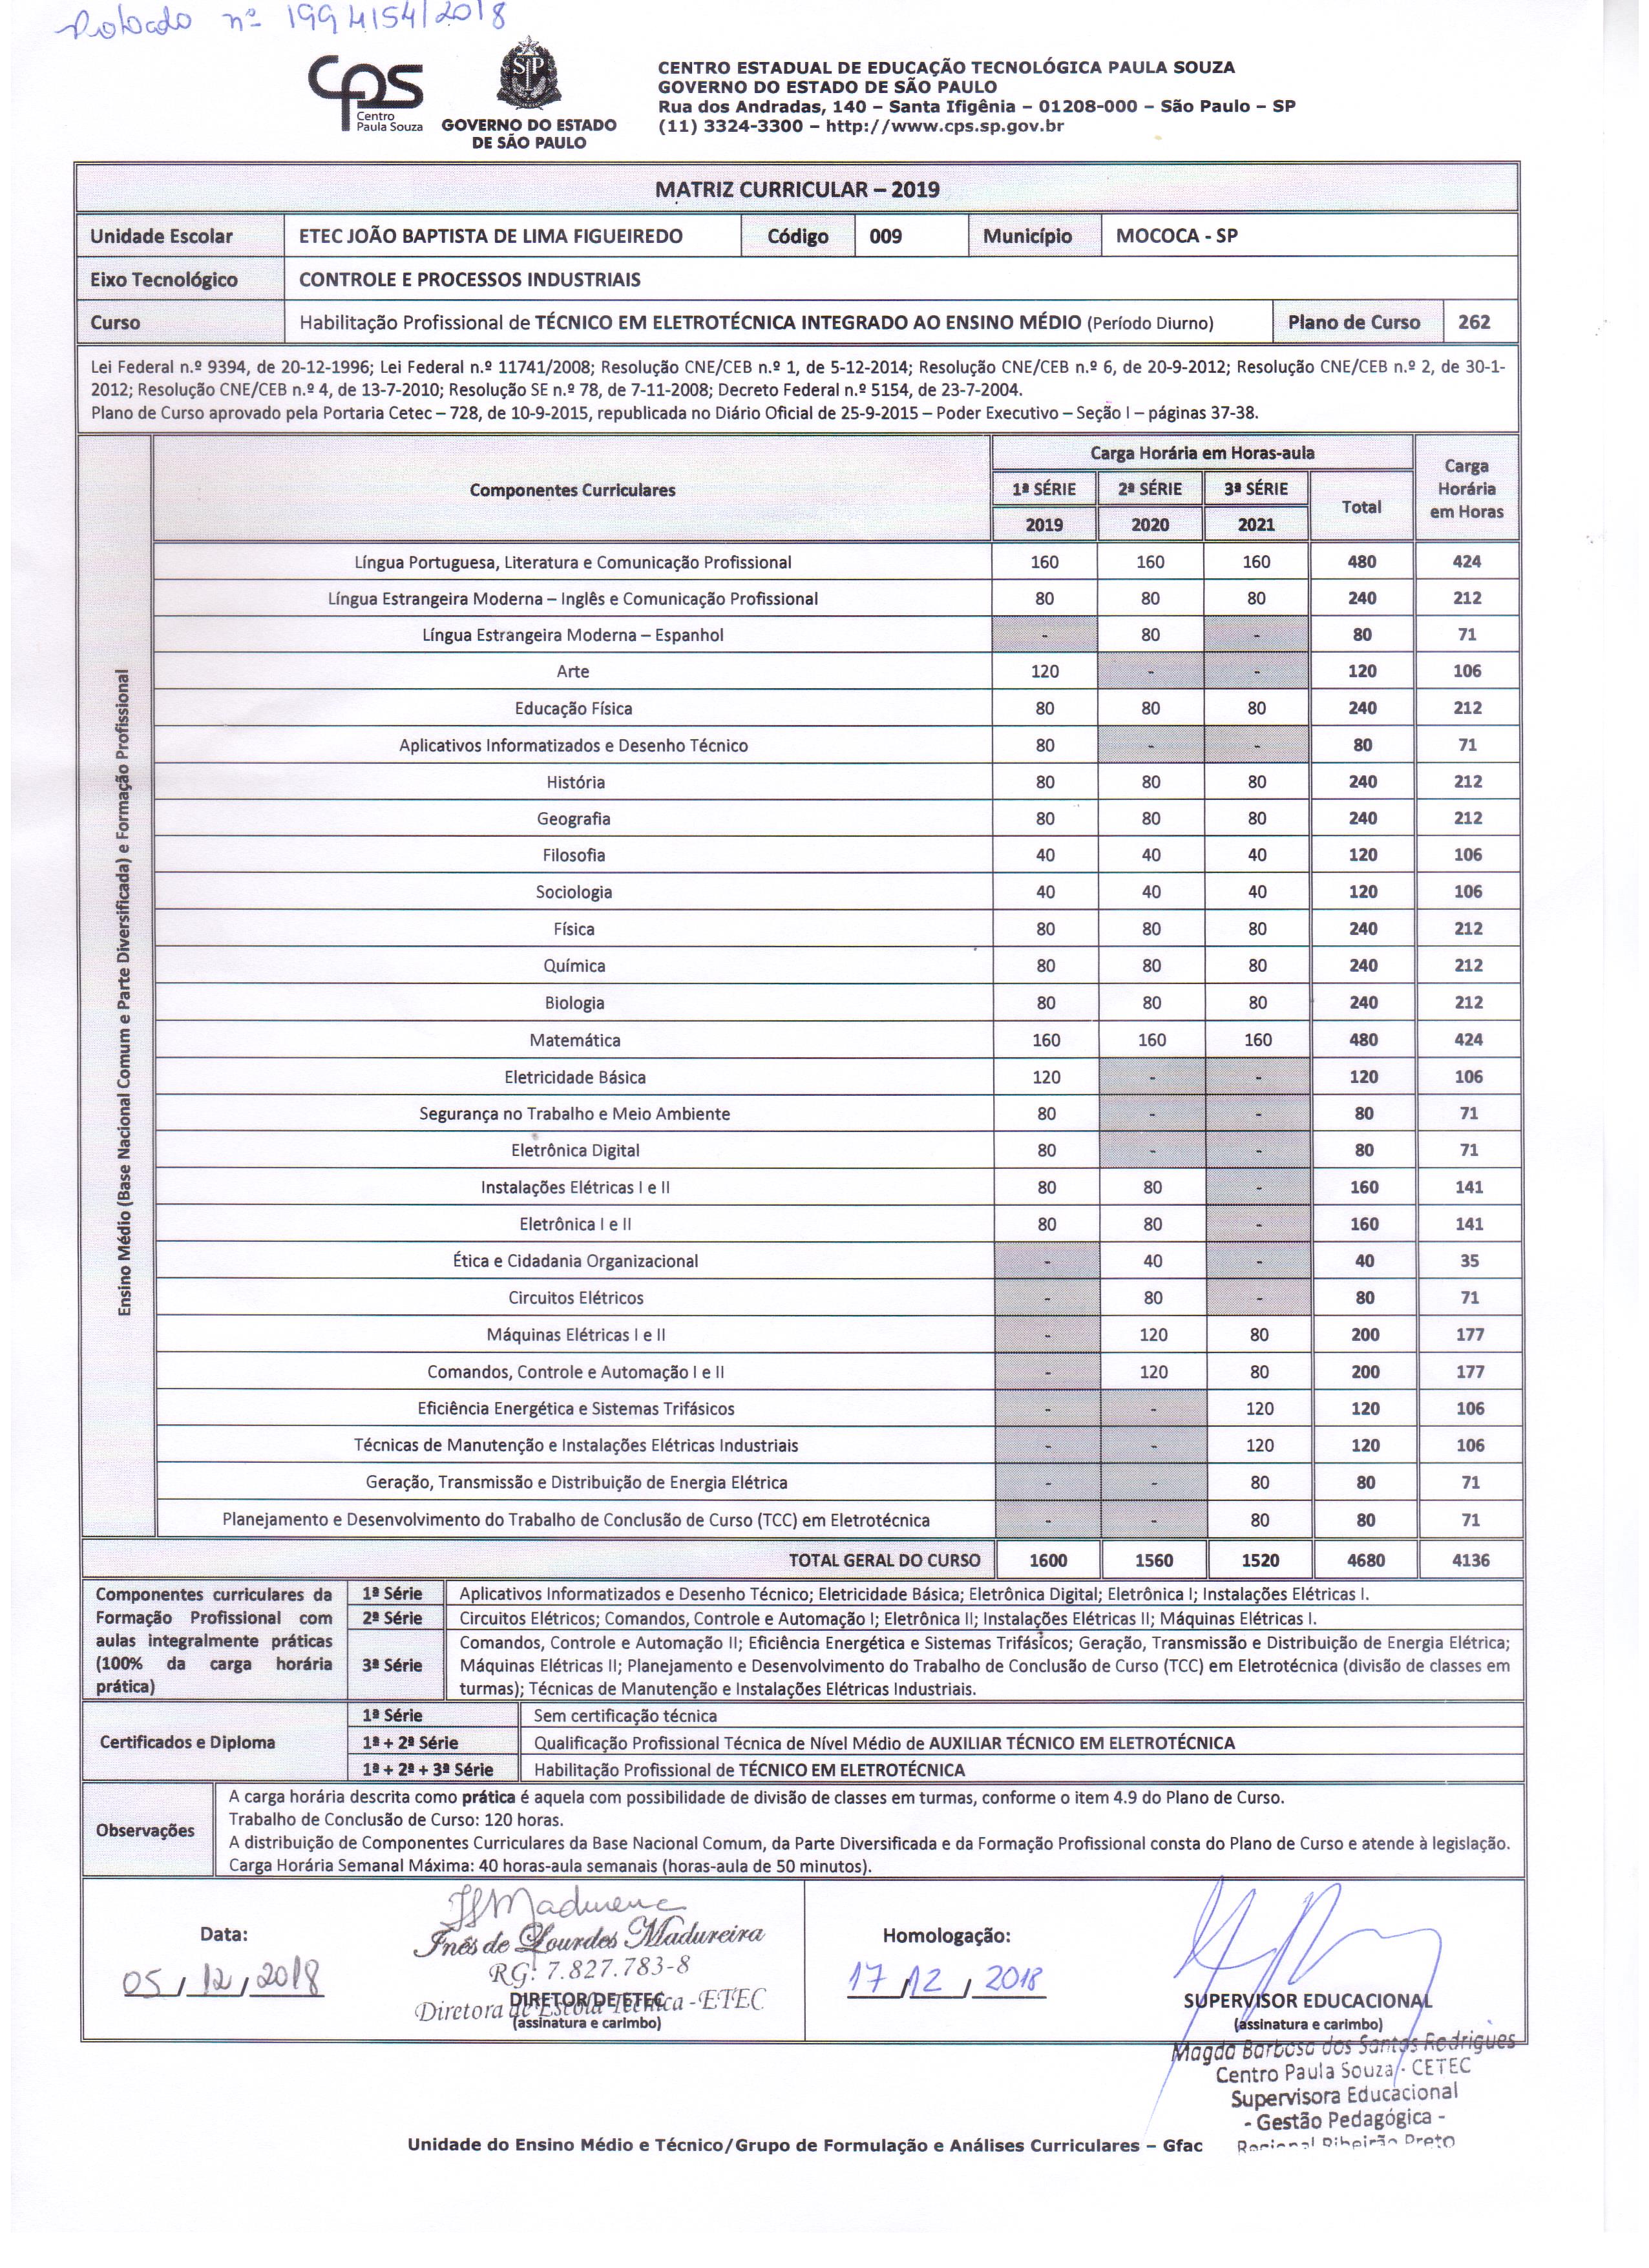 nº 1994154/2018
CPS
Centro
Paula Souza
SP
GOVERNO DO ESTADO
DE SÃO PAULO
CENTRO ESTADUAL DE EDUCAÇÃO TECNOLÓGICA PAULA SOUZA
GOVERNO DO ESTADO DE SÃO PAULO
Rua dos Andradas, 140 – Santa Ifigênia – 01208-000 – São Paulo – SP
(11) 3324-3300 – http://www.cps.sp.gov.br
MATRIZ CURRICULAR – 2019
Unidade Escolar ETEC JOÃO BAPTISTA DE LIMA FIGUEIREDO Código 009 Município MOCOCA - SP
Eixo Tecnológico CONTROLE E PROCESSOS INDUSTRIAIS
Curso Habilitação Profissional de TÉCNICO EM ELETROTÉCNICA INTEGRADO AO ENSINO MÉDIO (Período Diurno) Plano de Curso 262
Lei Federal n.º 9394, de 20-12-1996; Lei Federal n.º 11741/2008; Resolução CNE/CEB n.º 1, de 5-12-2014; Resolução CNE/CEB n.º 6, de 20-9-2012; Resolução CNE/CEB n.º 2, de 30-1-
2012; Resolução CNE/CEB n.º 4, de 13-7-2010; Resolução SE n.º 78, de 7-11-2008; Decreto Federal n.º 5154, de 23-7-2004.
Plano de Curso aprovado pela Portaria Cetec – 728, de 10-9-2015, republicada no Diário Oficial de 25-9-2015 – Poder Executivo – Seção I – páginas 37-38.
Ensino Médio (Base Nacional Comum e Parte Diversificada) e Formação Profissional
Componentes Curriculares
Carga Horária em Horas-aula
1ª SÉRIE 2ª SÉRIE 3ª SÉRIE
2019 2020 2021
Total
Carga
Horária
em Horas
Língua Portuguesa, Literatura e Comunicação Profissional 160 160 160 480 424
Língua Estrangeira Moderna – Inglês e Comunicação Profissional 80 80 80 240 212
Língua Estrangeira Moderna – Espanhol - 80 - 80 71
Arte 120 - - 120 106
Educação Física 80 80 80 240 212
Aplicativos Informatizados e Desenho Técnico 80 - - 80 71
História 80 80 80 240 212
Geografia 80 80 80 240 212
Filosofia 40 40 40 120 106
Sociologia 40 40 40 120 106
Física 80 80 80 240 212
Química 80 80 80 240 212
Biologia 80 80 80 240 212
Matemática 160 160 160 480 424
Eletricidade Básica 120 - - 120 106
Segurança no Trabalho e Meio Ambiente 80 - - 80 71
Eletrônica Digital 80 - - 80 71
Instalações Elétricas I e II 80 80 - 160 141
Eletrônica I e II 80 80 - 160 141
Ética e Cidadania Organizacional - 40 - 40 35
Circuitos Elétricos - 80 - 80 71
Máquinas Elétricas I e II - 120 80 200 177
Comandos, Controle e Automação I e II - 120 80 200 177
Eficiência Energética e Sistemas Trifásicos - - 120 120 106
Técnicas de Manutenção e Instalações Elétricas Industriais - - 120 120 106
Geração, Transmissão e Distribuição de Energia Elétrica - - 80 80 71
Planejamento e Desenvolvimento do Trabalho de Conclusão de Curso (TCC) em Eletrotécnica - - 80 80 71
TOTAL GERAL DO CURSO 1600 1560 1520 4680 4136
Componentes curriculares da
Formação Profissional com
aulas integralmente práticas
(100% da carga horária
prática)
1ª Série Aplicativos Informatizados e Desenho Técnico; Eletricidade Básica; Eletrônica Digital; Eletrônica I; Instalações Elétricas I.
2ª Série Circuitos Elétricos; Comandos, Controle e Automação I; Eletrônica II; Instalações Elétricas II; Máquinas Elétricas I.
3ª Série Comandos, Controle e Automação II; Eficiência Energética e Sistemas Trifásicos; Geração, Transmissão e Distribuição de Energia Elétrica;
Máquinas Elétricas II; Planejamento e Desenvolvimento do Trabalho de Conclusão de Curso (TCC) em Eletrotécnica (divisão de classes em
turmas); Técnicas de Manutenção e Instalações Elétricas Industriais.
Certificados e Diploma
1ª Série Sem certificação técnica
1ª + 2ª Série Qualificação Profissional Técnica de Nível Médio de AUXILIAR TÉCNICO EM ELETROTÉCNICA
1ª + 2ª + 3ª Série Habilitação Profissional de TÉCNICO EM ELETROTÉCNICA
Observações
A carga horária descrita como prática é aquela com possibilidade de divisão de classes em turmas, conforme o item 4.9 do Plano de Curso.
Trabalho de Conclusão de Curso: 120 horas.
A distribuição de Componentes Curriculares da Base Nacional Comum, da Parte Diversificada e da Formação Profissional consta do Plano de Curso e atende à legislação.
Carga Horária Semanal Máxima: 40 horas-aula semanais (horas-aula de 50 minutos).
Data:
05/12/2018
Madureira
Inês de Lourdes Madureira
RG: 7.827.783-8
Diretora de Escola Técnica - ETEC
DIRETOR DE ETEC
(assinatura e carimbo)
Homologação:
17/12/2018
SUPERVISOR EDUCACIONAL
(assinatura e carimbo)
Magda Barbosa dos Santos Rodrigues
Centro Paula Souza - CETEC
Supervisora Educacional
- Gestão Pedagógica -
Regional Ribeirão Preto
Unidade do Ensino Médio e Técnico/Grupo de Formulação e Análises Curriculares – Gfac